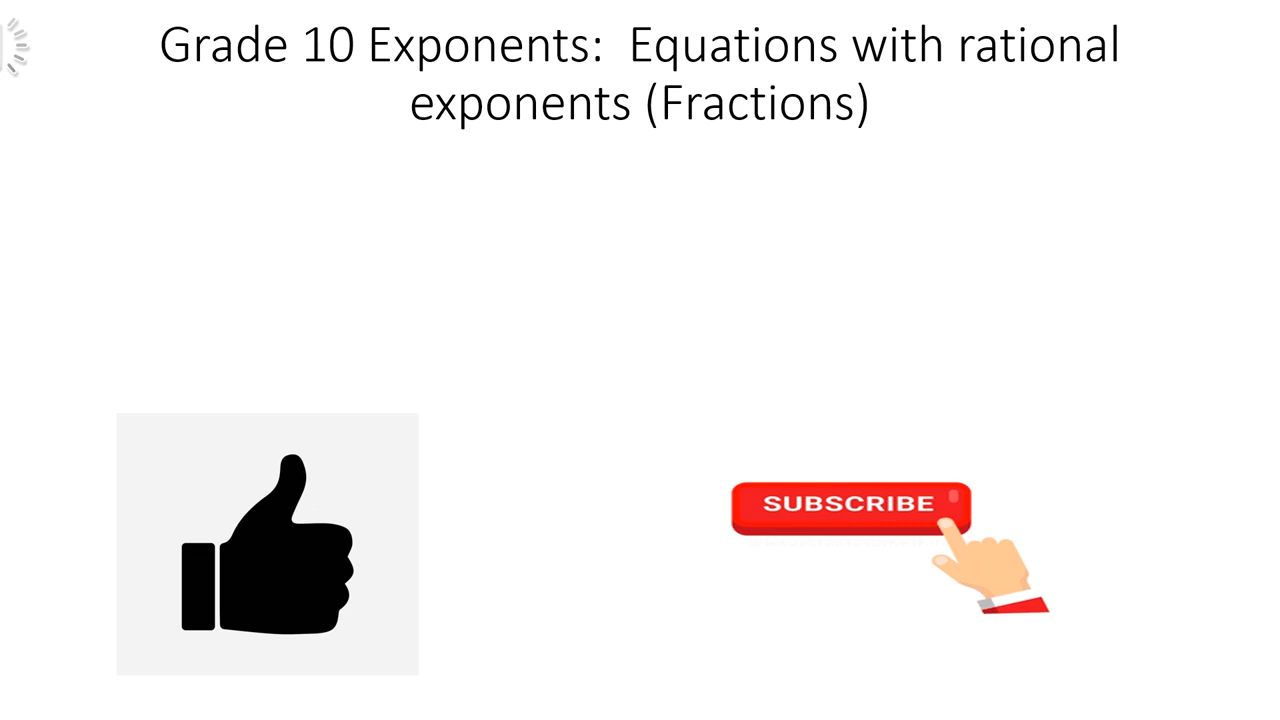 Grade 10 Exponents:  Equations with rational
exponents (Fractions)
SUBSCRIBE